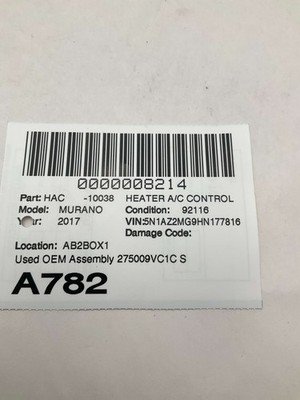 0000008214
Part: HAC -10038 HEATER A/C CONTROL
Model: MURANO Condition: 92116
Year: 2017 VIN:5N1AZ2MG9HN177816
Damage Code:
Location: AB2BOX1
Used OEM Assembly 275009VC1C S
A782